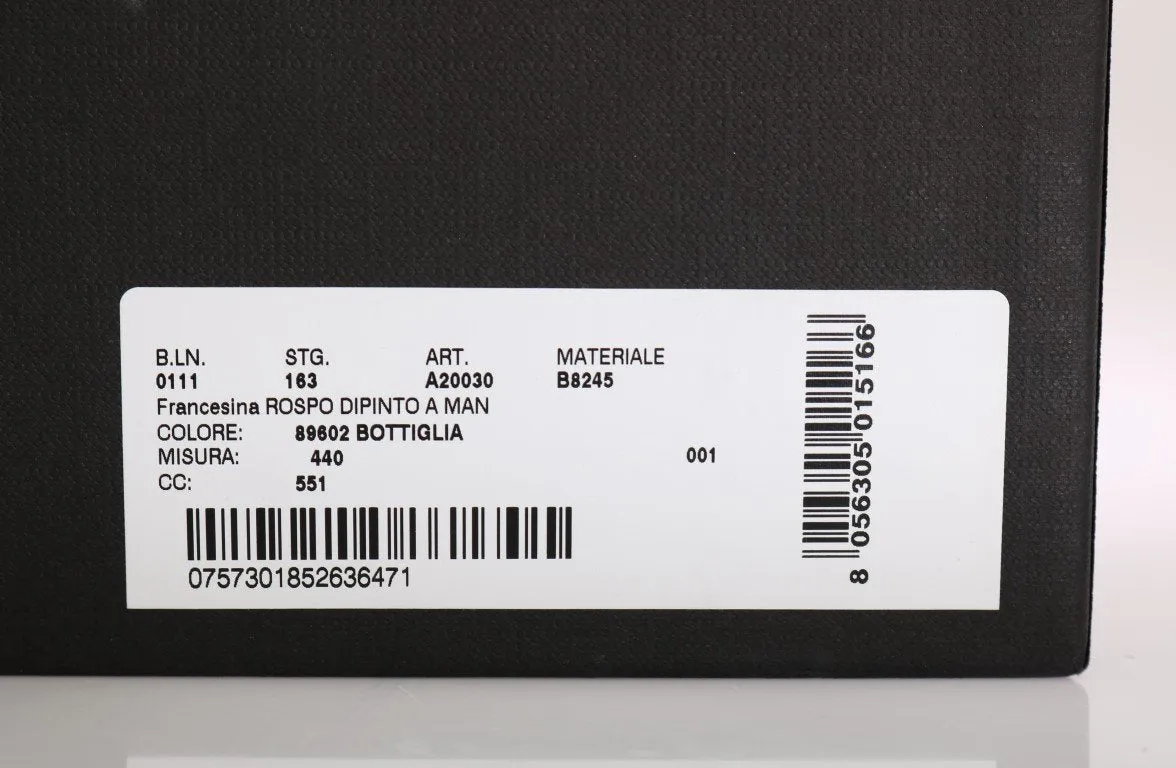 B.LN. STG. ART. MATERIALE
0111 163 A20030 B8245
Francesina ROSPO DIPINTO A MAN
COLORE: 89602 BOTTIGLIA
MISURA: 440 001
CC: 551
0757301852636471
8 056305 015166